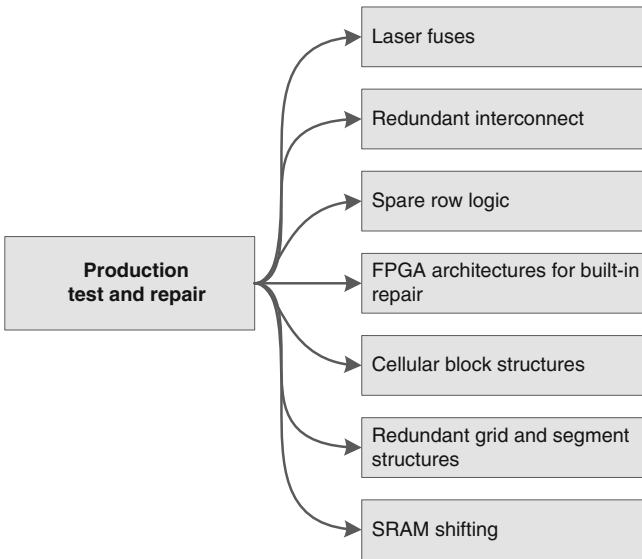 Laser fuses
Redundant interconnect
Spare row logic
Production
test and repair
FPGA architectures for built-in
repair
Cellular block structures
Redundant grid and segment
structures
SRAM shifting